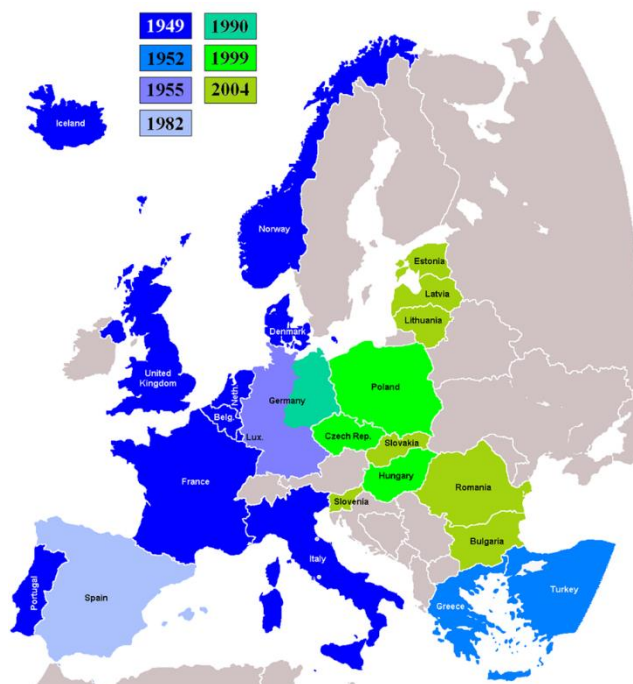 1949
1990
1952
1999
1955
2004
1982
Iceland
Norway
Estonia
Latvia
Lithuania
Denmark
United
Kingdom
Neth.
Belg.
Lux.
Germany
Poland
Czech Rep.
Slovakia
France
Hungary
Slovenia
Romania
Italy
Bulgaria
Portugal
Spain
Greece
Turkey